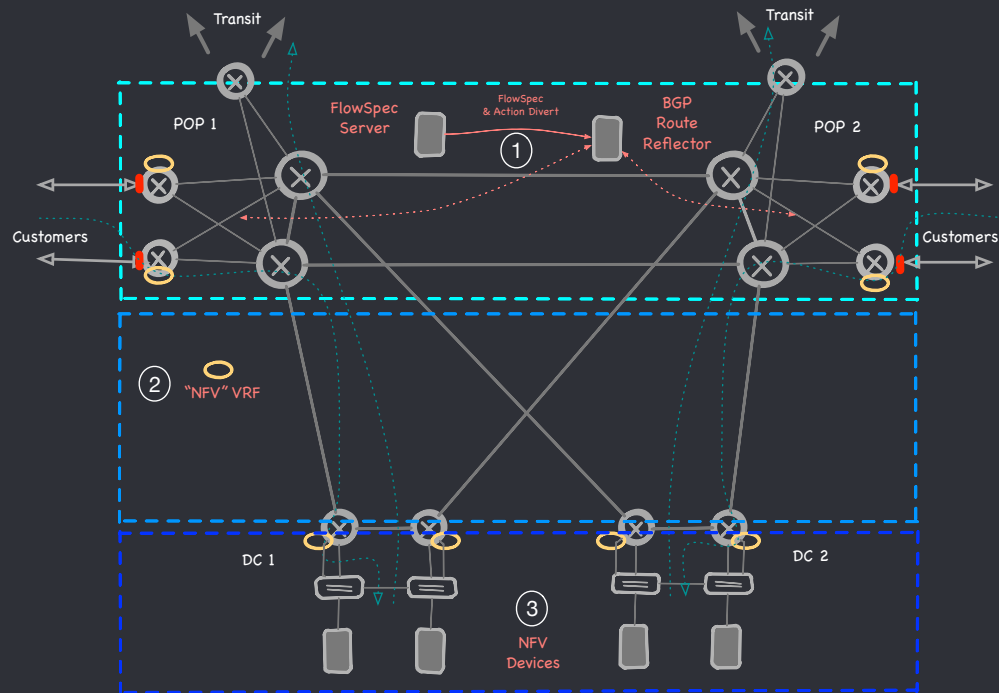 Transit
Transit
POP 1
FlowSpec
Server
FlowSpec
& Action Divert
1
BGP
Route
Reflector
POP 2
Customers
Customers
2
“NFV” VRF
DC 1
DC 2
3
NFV
Devices